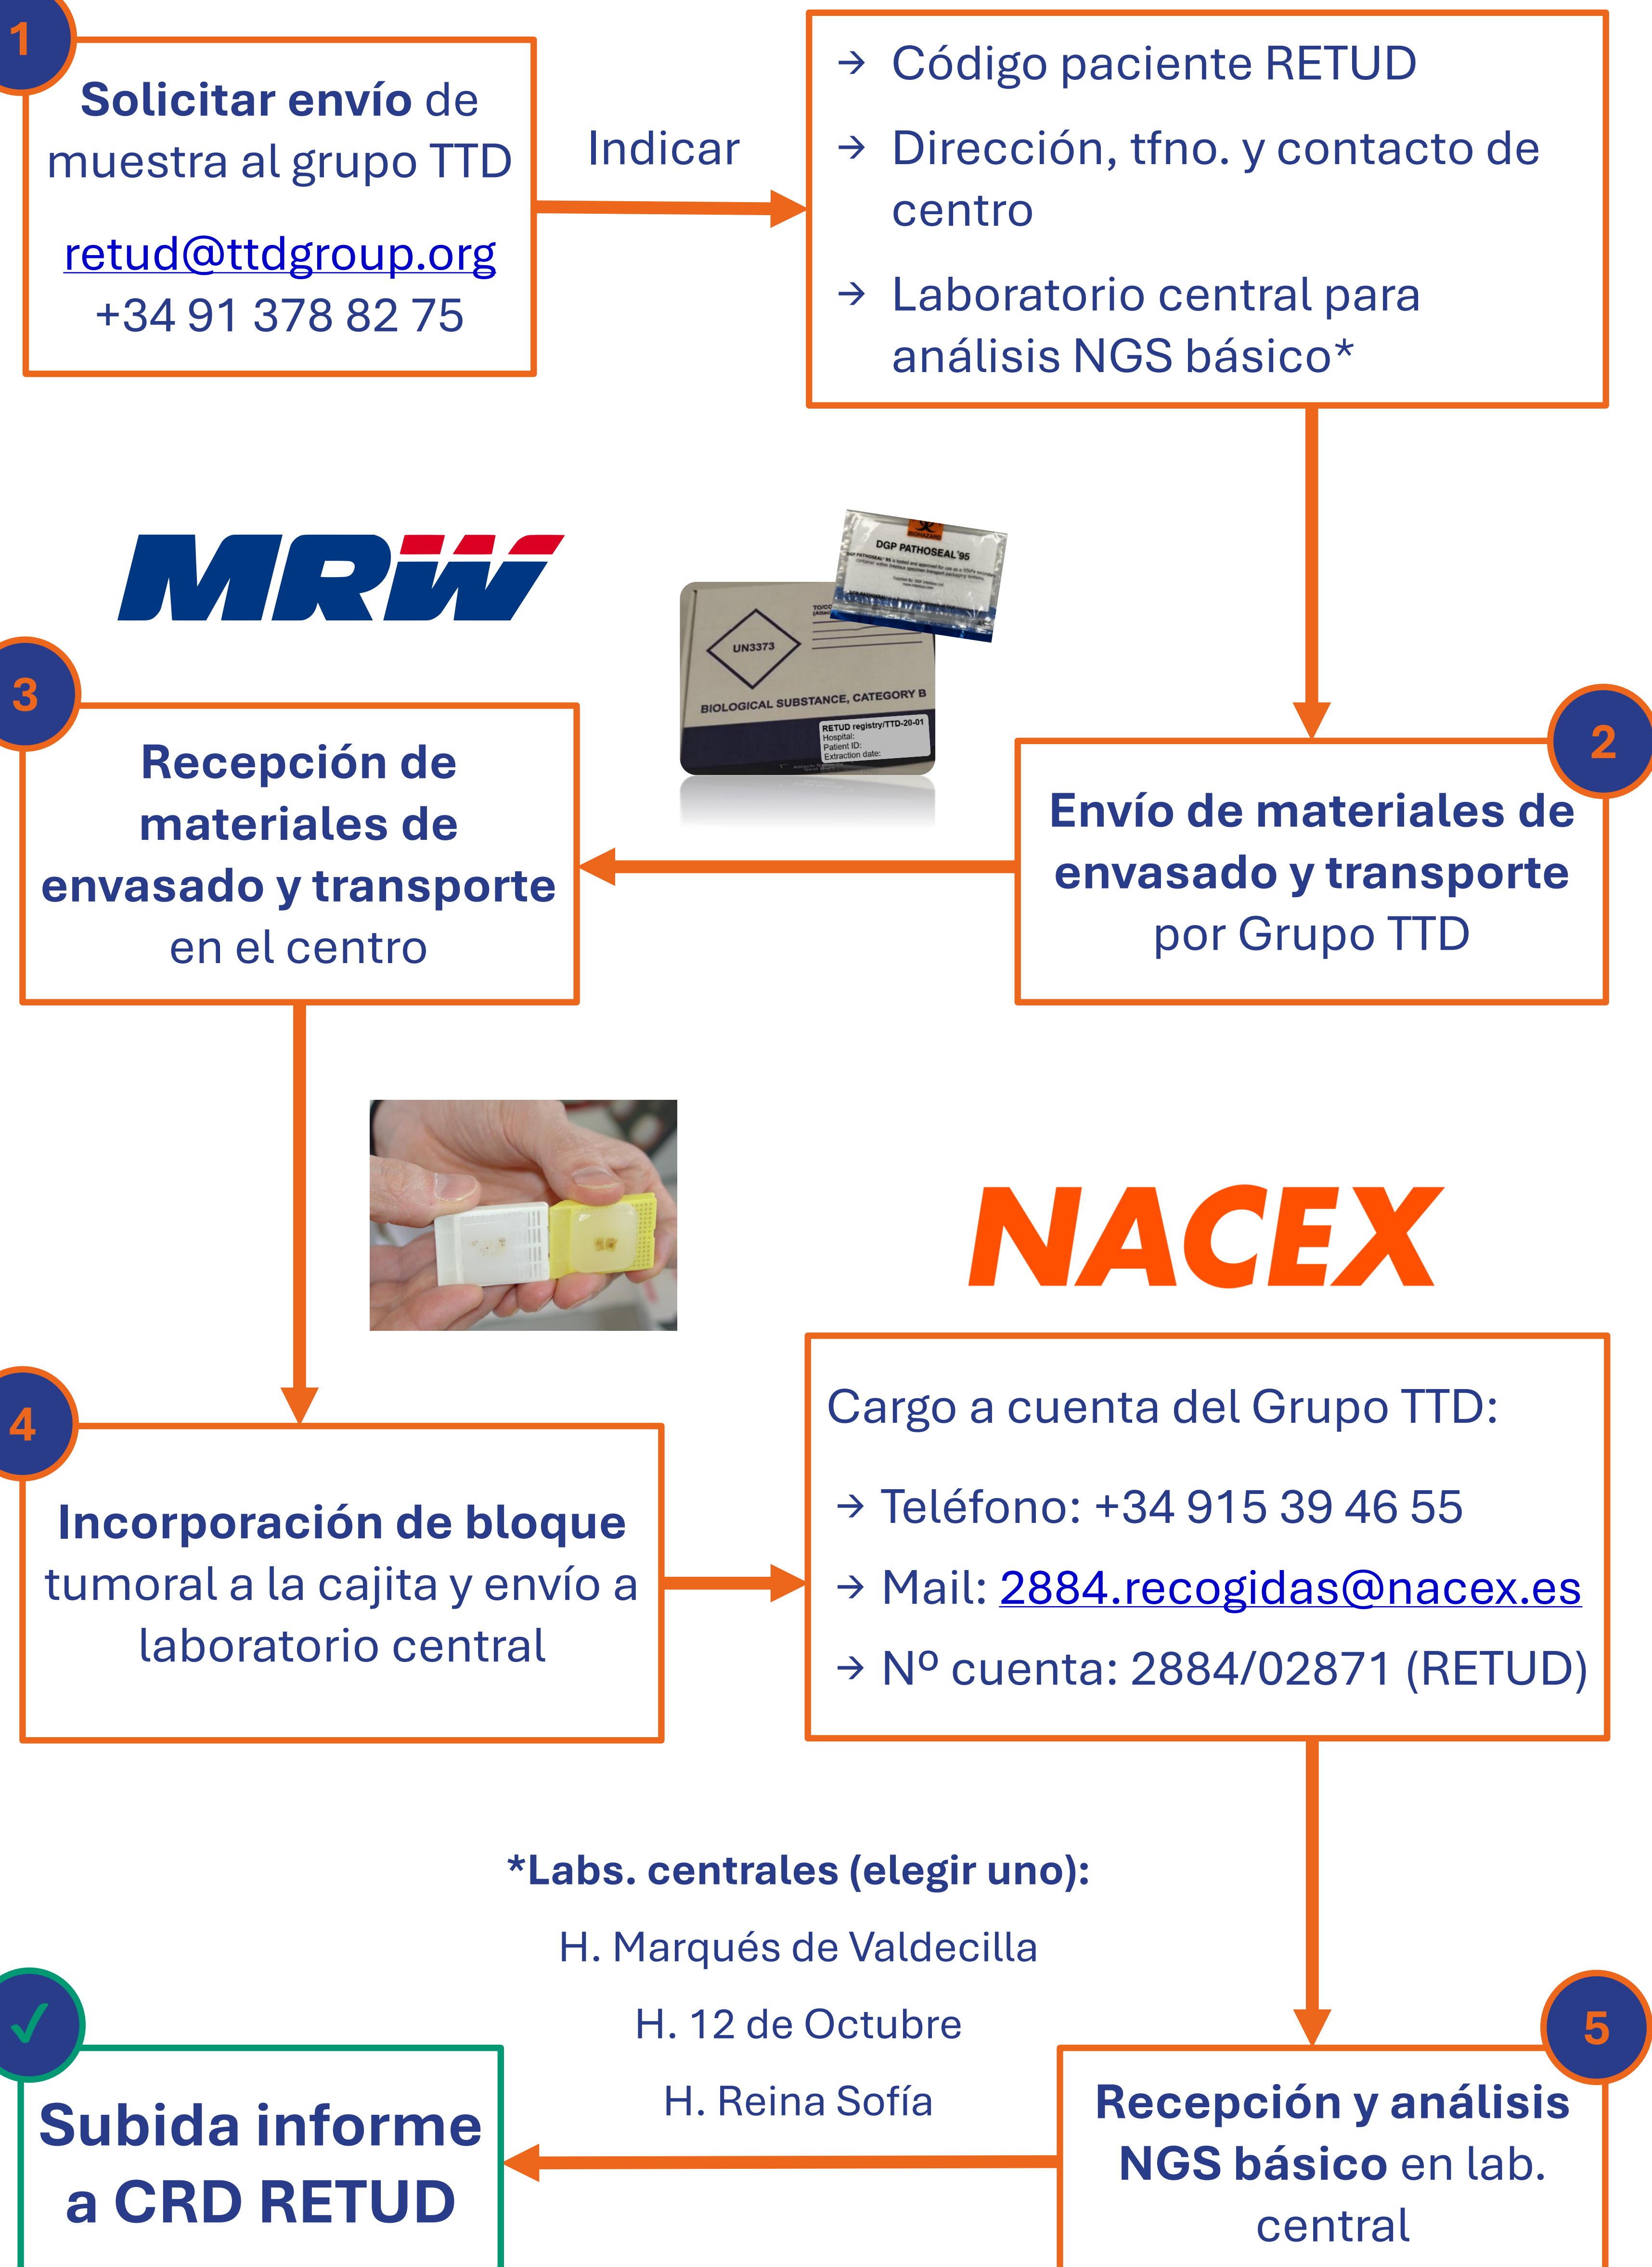 1
Solicitar envío de
muestra al grupo TTD
retud@ttdgroup.org
+34 91 378 82 75
Indicar
→ Código paciente RETUD
→ Dirección, tfno. y contacto de
centro
→ Laboratorio central para
análisis NGS básico*
MRW
BIOHAZARD
DGP PATHOSEAL'95
UN3373
BIOLOGICAL SUBSTANCE, CATEGORY B
RETUD registry/TTD-20-01
Hospital:
Patient ID:
Extraction date:
2
Envío de materiales de
envasado y transporte
por Grupo TTD
3
Recepción de
materiales de
envasado y transporte
en el centro
4
Incorporación de bloque
tumoral a la cajita y envío a
laboratorio central
NACEX
Cargo a cuenta del Grupo TTD:
→ Teléfono: +34 915 39 46 55
→ Mail: 2884.recogidas@nacex.es
→ Nº cuenta: 2884/02871 (RETUD)
*Labs. centrales (elegir uno):
H. Marqués de Valdecilla
H. 12 de Octubre
H. Reina Sofía
5
Recepción y análisis
NGS básico en lab.
central
✓
Subida informe
a CRD RETUD